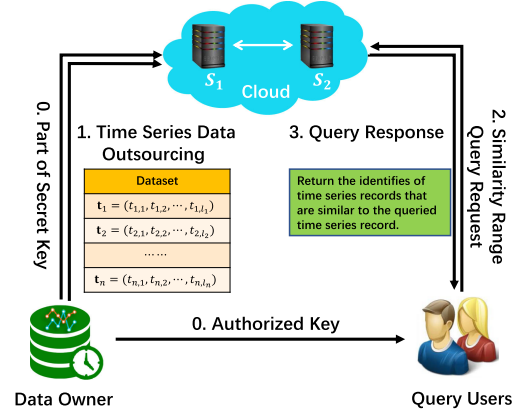 S₁
S₂
Cloud
0. Part of Secret Key
1. Time Series Data
Outsourcing
Dataset
t₁ = (t₁,₁, t₁,₂, ⋯, t₁,l₁)
t₂ = (t₂,₁, t₂,₂, ⋯, t₂,l₂)
⋯⋯
tₙ = (tₙ,₁, tₙ,₂, ⋯, tₙ,lₙ)
3. Query Response
Return the identifies of
time series records that
are similar to the queried
time series record.
2. Similarity Range
Query Request
0. Authorized Key
Data Owner
Query Users